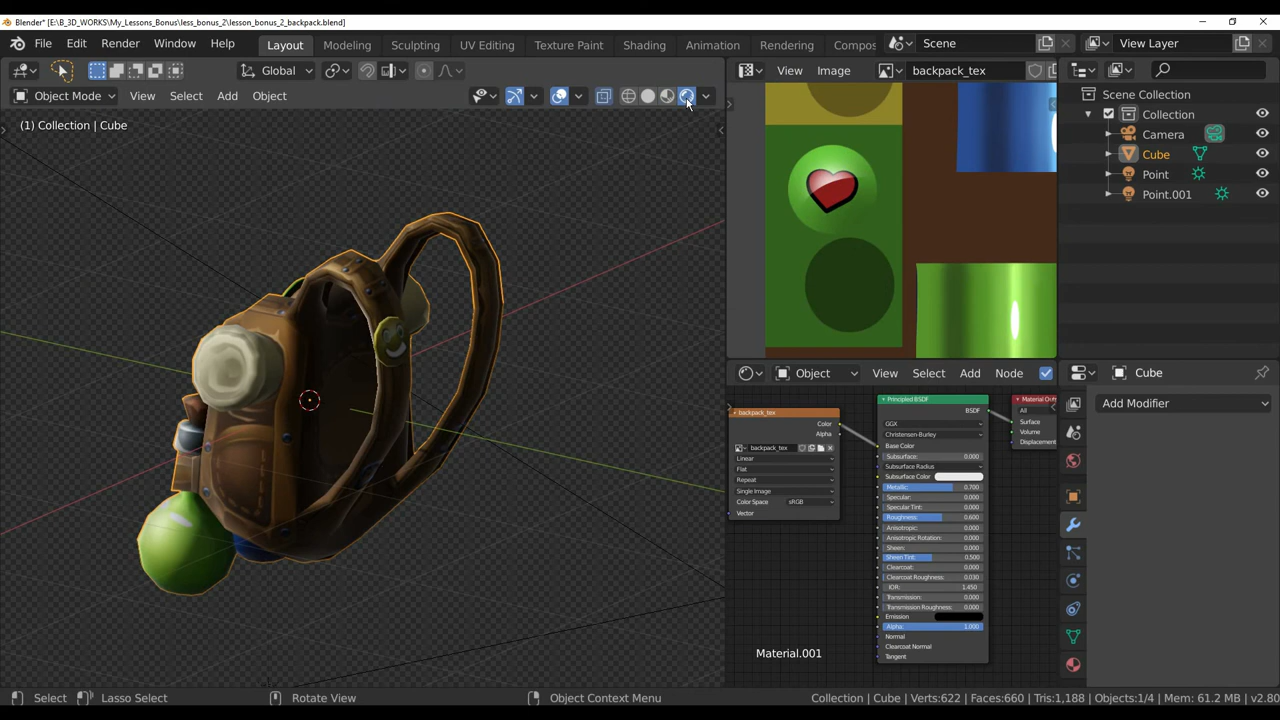 Blender* [E:\B_3D_WORKS\My_Lessons_Bonus\less_bonus_2\lesson_bonus_2_backpack.blend]
File Edit Render Window Help Layout Modeling Sculpting UV Editing Texture Paint Shading Animation Rendering Compos Scene View Layer
Global
View Image backpack_tex
Object Mode View Select Add Object
Scene Collection
(1) Collection | Cube
Collection
Camera
Cube
Point
Point.001
Object View Select Add Node
Cube
Add Modifier
backpack_tex
Color
Alpha
backpack_tex
Linear
Flat
Repeat
Single Image
Color Space sRGB
Vector
Principled BSDF
BSDF
GGX
Christensen-Burley
Base Color
Subsurface: 0.000
Subsurface Radius
Subsurface Color
Metallic: 0.700
Specular: 0.000
Specular Tint: 0.000
Roughness: 0.600
Anisotropic: 0.000
Anisotropic Rotation: 0.000
Sheen: 0.000
Sheen Tint: 0.500
Clearcoat: 0.000
Clearcoat Roughness: 0.030
IOR: 1.450
Transmission: 0.000
Transmission Roughness: 0.000
Emission
Alpha: 1.000
Normal
Clearcoat Normal
Tangent
Material Out
All
Surface
Volume
Displacement
Material.001
Select Lasso Select Rotate View Object Context Menu Collection | Cube | Verts:622 | Faces:660 | Tris:1,188 | Objects:1/4 | Mem: 61.2 MB | v2.80